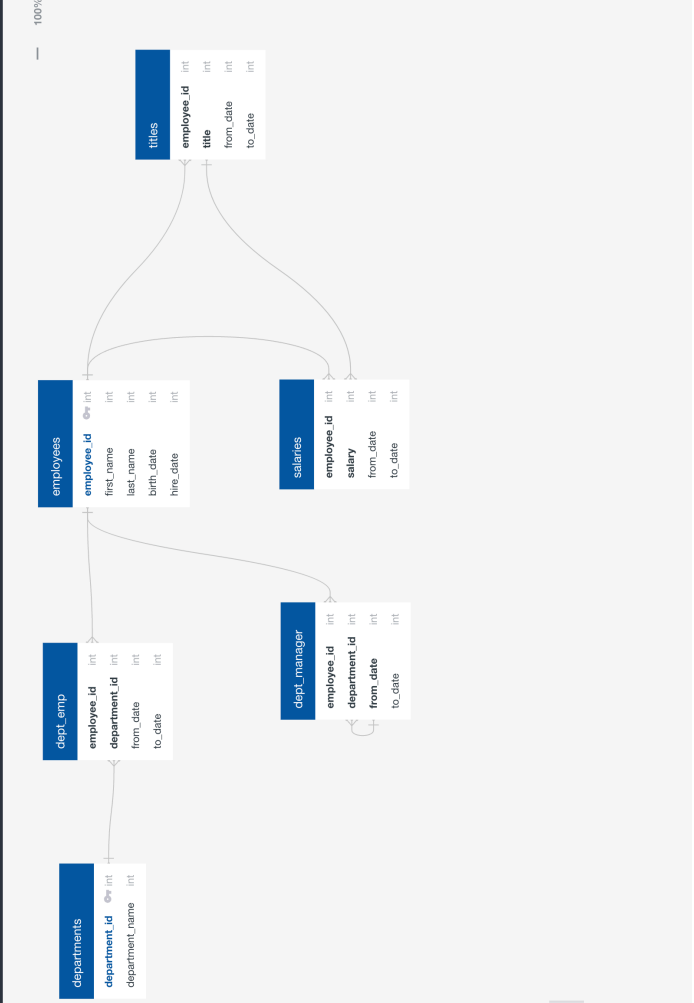 100%
departments
department_id int
department_name int
dept_emp
employee_id int
department_id int
from_date int
to_date int
employees
employee_id int
first_name int
last_name int
birth_date int
hire_date int
titles
employee_id int
title int
from_date int
to_date int
dept_manager
employee_id int
department_id int
from_date int
to_date int
salaries
employee_id int
salary int
from_date int
to_date int